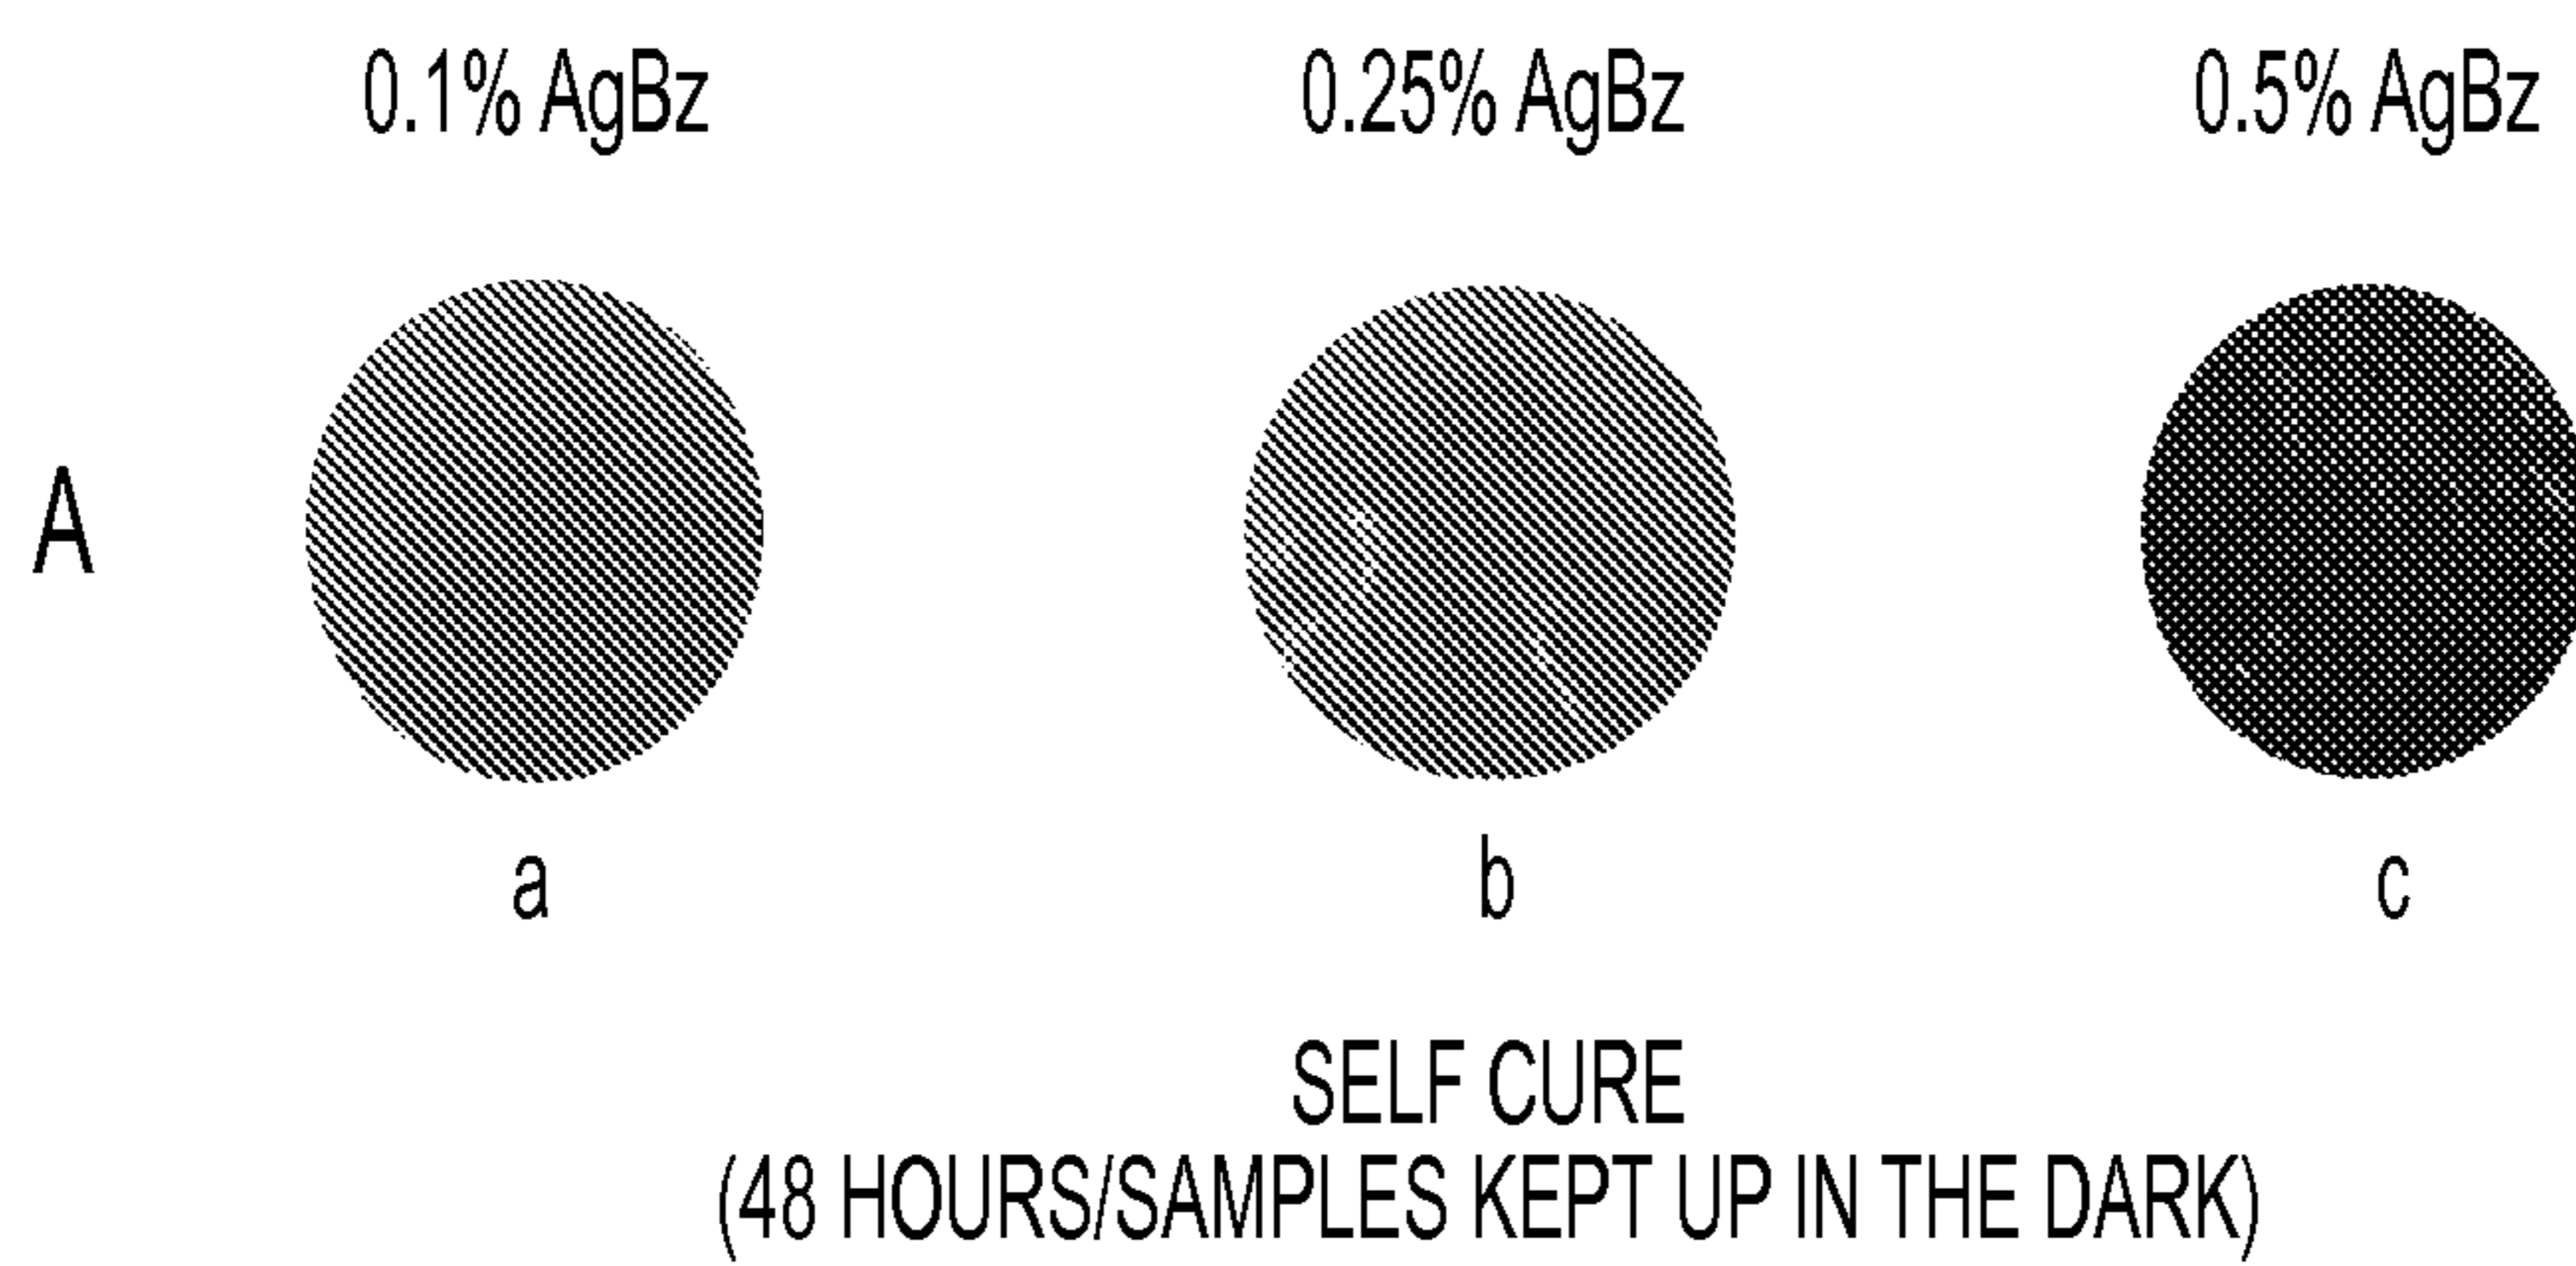 0.1% AgBz 0.25% AgBz 0.5% AgBz
A
a b c
SELF CURE
(48 HOURS/SAMPLES KEPT UP IN THE DARK)